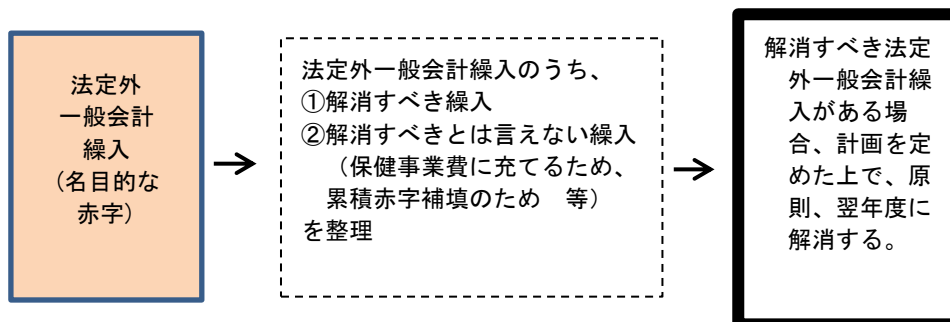 法定外
一般会計
繰入
（名目的な
赤字）
法定外一般会計繰入のうち、
①解消すべき繰入
②解消すべきとは言えない繰入
（保健事業費に充てるため、
累積赤字補填のため　等）
を整理
解消すべき法定
外一般会計繰
入がある場
合、計画を定
めた上で、原
則、翌年度に
解消する。